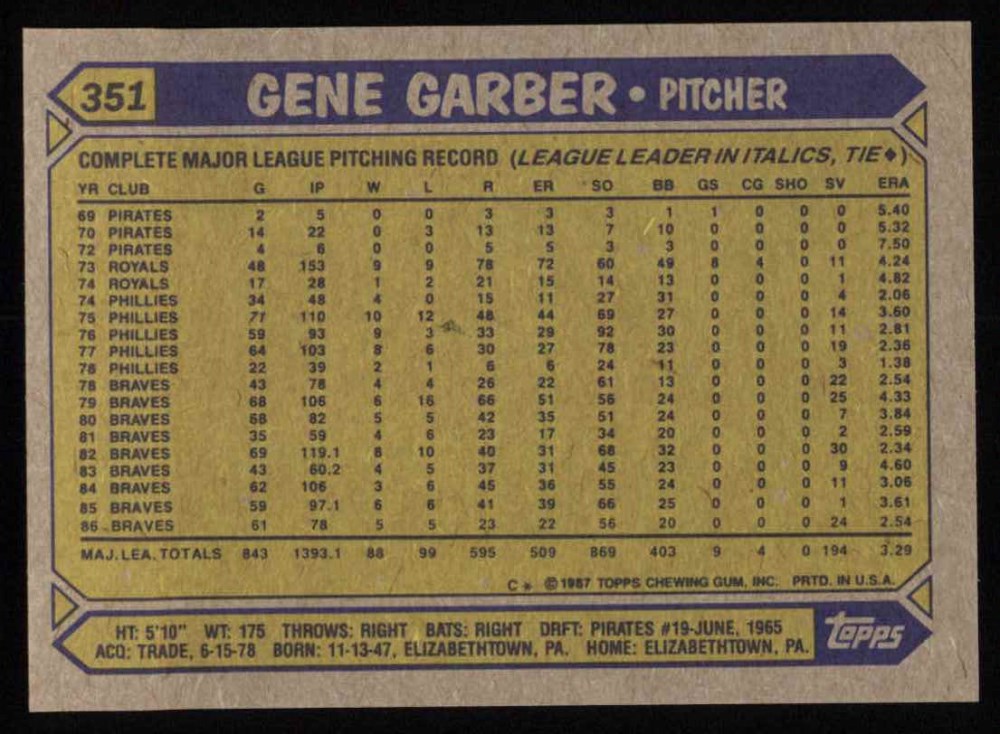 351 GENE GARBER • PITCHER
COMPLETE MAJOR LEAGUE PITCHING RECORD (LEAGUE LEADER IN ITALICS, TIE♦)
YR CLUB G IP W L R ER SO BB GS CG SHO SV ERA
69 PIRATES 2 5 0 0 3 3 3 1 1 0 0 0 5.40
70 PIRATES 14 22 0 3 13 13 7 10 0 0 0 0 5.32
72 PIRATES 4 6 0 0 5 5 3 3 0 0 0 0 7.50
73 ROYALS 48 153 9 9 78 72 60 49 8 4 0 11 4.24
74 ROYALS 17 28 1 2 21 15 14 13 0 0 0 1 4.82
74 PHILLIES 34 48 4 0 15 11 27 31 0 0 0 4 2.06
75 PHILLIES 71 110 10 12 48 44 69 27 0 0 0 14 3.60
76 PHILLIES 59 93 9 3 33 29 92 30 0 0 0 11 2.81
77 PHILLIES 64 103 8 6 30 27 78 23 0 0 0 19 2.36
78 PHILLIES 22 39 2 1 6 6 24 11 0 0 0 3 1.38
78 BRAVES 43 78 4 4 26 22 61 13 0 0 0 22 2.54
79 BRAVES 68 106 6 16 66 51 56 24 0 0 0 25 4.33
80 BRAVES 68 82 5 5 42 35 51 24 0 0 0 7 3.84
81 BRAVES 35 59 4 6 23 17 34 20 0 0 0 2 2.59
82 BRAVES 69 119.1 8 10 40 31 68 32 0 0 0 30 2.34
83 BRAVES 43 60.2 4 5 37 31 45 23 0 0 0 9 4.60
84 BRAVES 62 106 3 6 45 36 55 24 0 0 0 11 3.06
85 BRAVES 59 97.1 6 6 41 39 66 25 0 0 0 1 3.61
86 BRAVES 61 78 5 5 23 22 56 20 0 0 0 24 2.54
MAJ. LEA. TOTALS 843 1393.1 88 99 595 509 869 403 9 4 0 194 3.29
C* ©1987 TOPPS CHEWING GUM, INC. PRTD. IN U.S.A.
HT: 5'10" WT: 175 THROWS: RIGHT BATS: RIGHT DRFT: PIRATES #19-JUNE, 1965
ACQ: TRADE, 6-15-78 BORN: 11-13-47, ELIZABETHTOWN, PA. HOME: ELIZABETHTOWN, PA.
topps